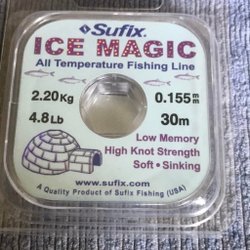 Sufix®
ICE MAGIC
All Temperature Fishing Line
2.20Kg 0.155mm
4.8Lb 30m
Low Memory
High Knot Strength
Soft • Sinking
www.sufix.com
A Quality Product of Sufix Fishing (USA)